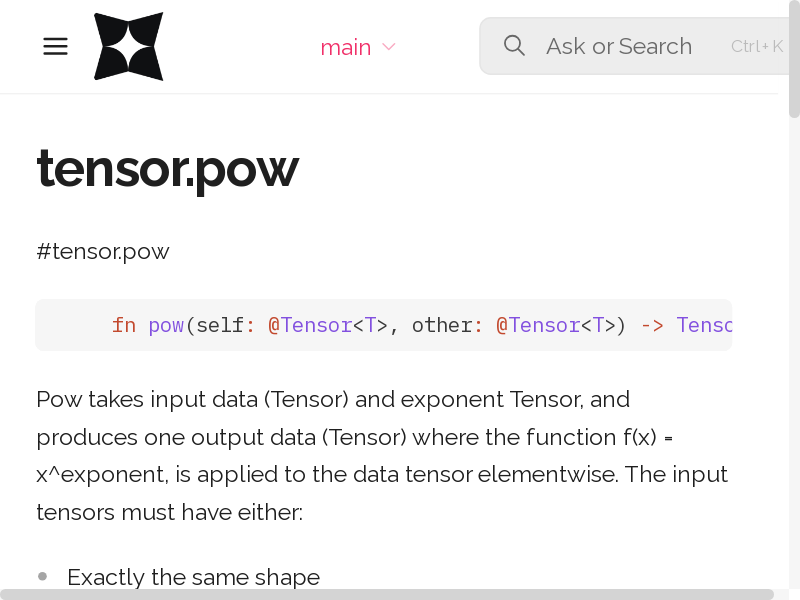 main
Ask or Search
Ctrl+ K
tensor.pow
#tensor.pow
fn pow(self: @Tensor<T>, other: @Tensor<T>) -> Tenso
Pow takes input data (Tensor) and exponent Tensor, and
produces one output data (Tensor) where the function f(x) =
x^exponent, is applied to the data tensor elementwise. The input
tensors must have either:
Exactly the same shape